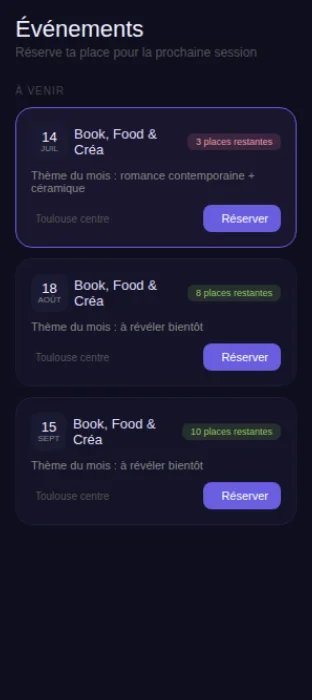 Événements
Réserve ta place pour la prochaine session
À VENIR
14
JUIL
Book, Food &
Créa
3 places restantes
Thème du mois : romance contemporaine +
céramique
Toulouse centre
Réserver
18
AOÛT
Book, Food &
Créa
8 places restantes
Thème du mois : à révéler bientôt
Toulouse centre
Réserver
15
SEPT
Book, Food &
Créa
10 places restantes
Thème du mois : à révéler bientôt
Toulouse centre
Réserver